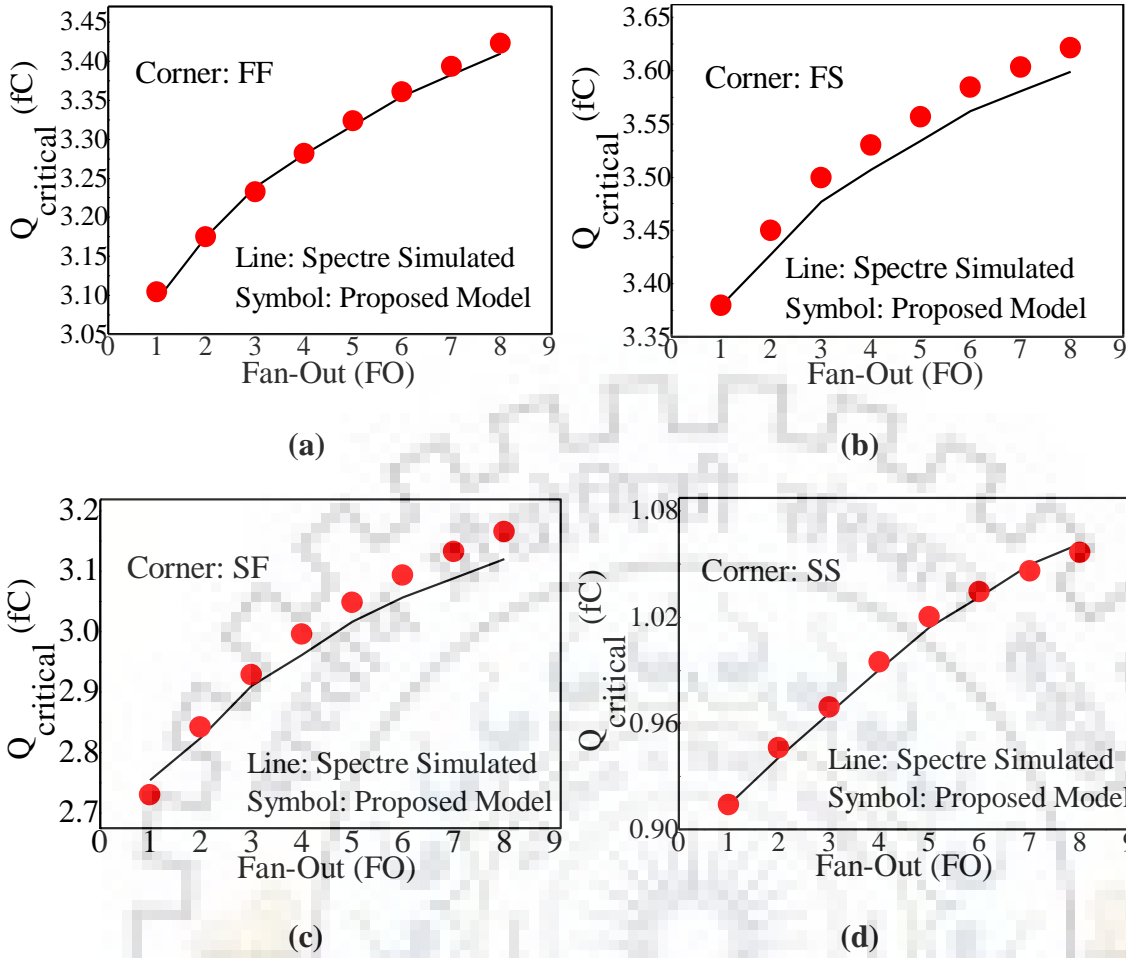 3.45
3.40
3.35
3.30
3.25
3.20
3.15
3.10
3.05
Q critical (fC)
Corner: FF
Line: Spectre Simulated
Symbol: Proposed Model
0 1 2 3 4 5 6 7 8 9
Fan-Out (FO)
(a)
3.65
3.60
3.55
3.50
3.45
3.40
3.35
Q critical (fC)
Corner: FS
Line: Spectre Simulated
Symbol: Proposed Model
0 1 2 3 4 5 6 7 8 9
Fan-Out (FO)
(b)
3.2
3.1
3.0
2.9
2.8
2.7
Q critical (fC)
Corner: SF
Line: Spectre Simulated
Symbol: Proposed Model
0 1 2 3 4 5 6 7 8 9
Fan-Out (FO)
(c)
1.08
1.02
0.96
0.90
Q critical (fC)
Corner: SS
Line: Spectre Simulated
Symbol: Proposed Model
0 1 2 3 4 5 6 7 8 9
Fan-Out (FO)
(d)